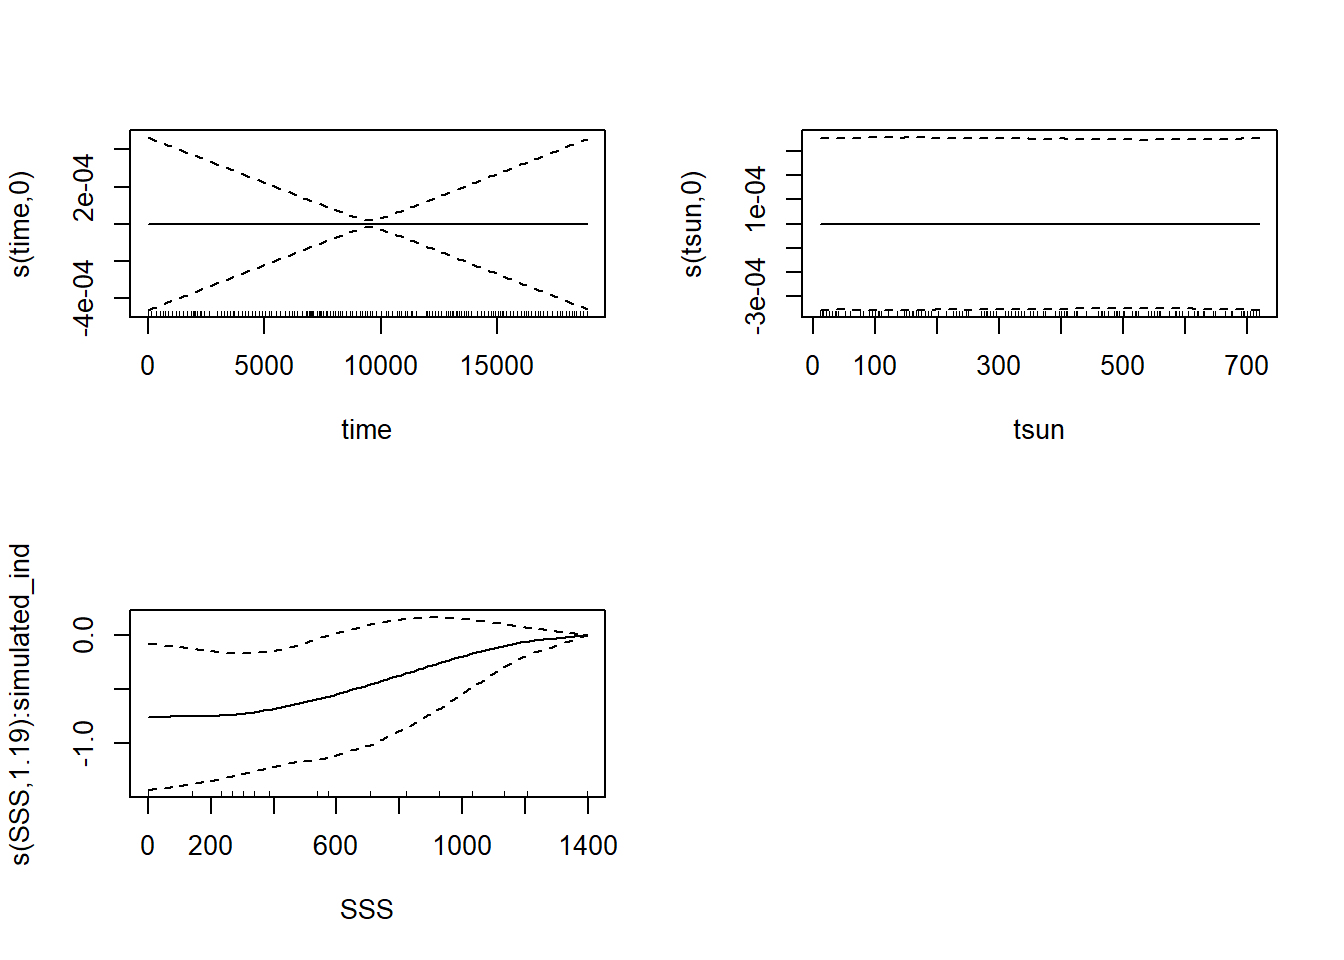 s(time,0)
-4e-04 2e-04
0 5000 10000 15000
time
s(tsun,0)
-3e-04 1e-04
0 100 300 500 700
tsun
s(SSS,1.19):simulated_ind
-1.0 0.0
0 200 600 1000 1400
SSS